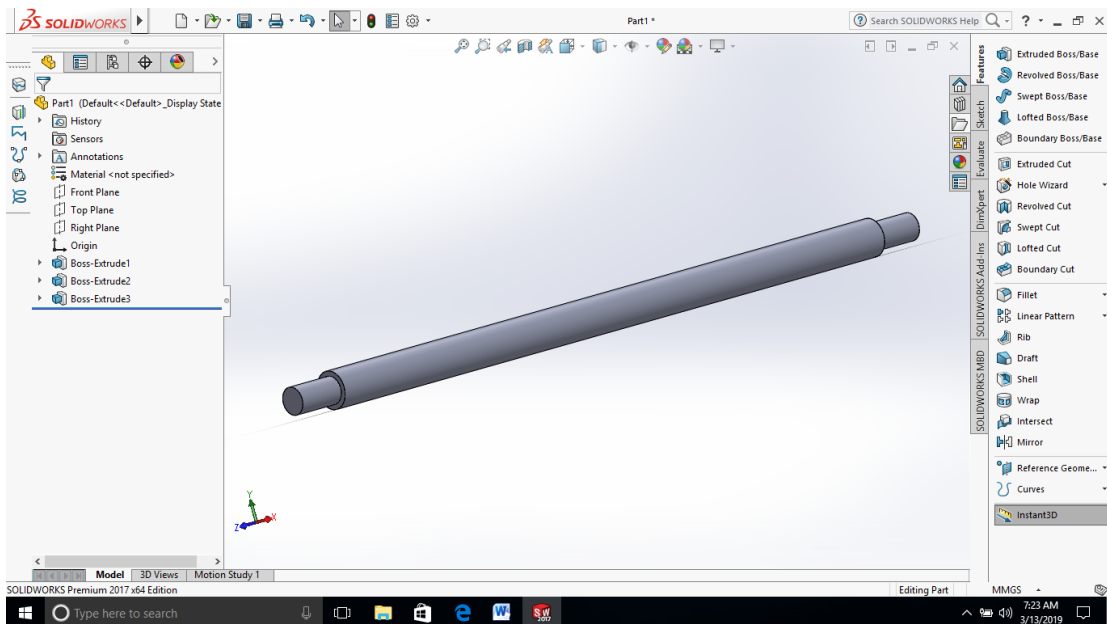 SOLIDWORKS
Part1 *
Search SOLIDWORKS Help
Part1 (Default<<Default>_Display State
History
Sensors
Annotations
Material <not specified>
Front Plane
Top Plane
Right Plane
Origin
Boss-Extrude1
Boss-Extrude2
Boss-Extrude3
Y
Z
X
Features
Sketch
Evaluate
DimXpert
SOLIDWORKS Add-Ins
SOLIDWORKS MBD
Extruded Boss/Base
Revolved Boss/Base
Swept Boss/Base
Lofted Boss/Base
Boundary Boss/Base
Extruded Cut
Hole Wizard
Revolved Cut
Swept Cut
Lofted Cut
Boundary Cut
Fillet
Linear Pattern
Rib
Draft
Shell
Wrap
Intersect
Mirror
Reference Geome...
Curves
Instant3D
Model 3D Views Motion Study 1
SOLIDWORKS Premium 2017 x64 Edition Editing Part MMGS
Type here to search
7:23 AM
3/13/2019